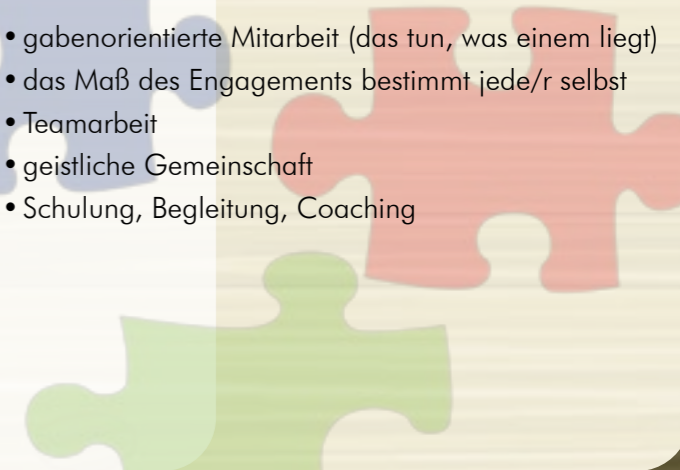 • gabenorientierte Mitarbeit (das tun, was einem liegt)
• das Maß des Engagements bestimmt jede/r selbst
• Teamarbeit
• geistliche Gemeinschaft
• Schulung, Begleitung, Coaching